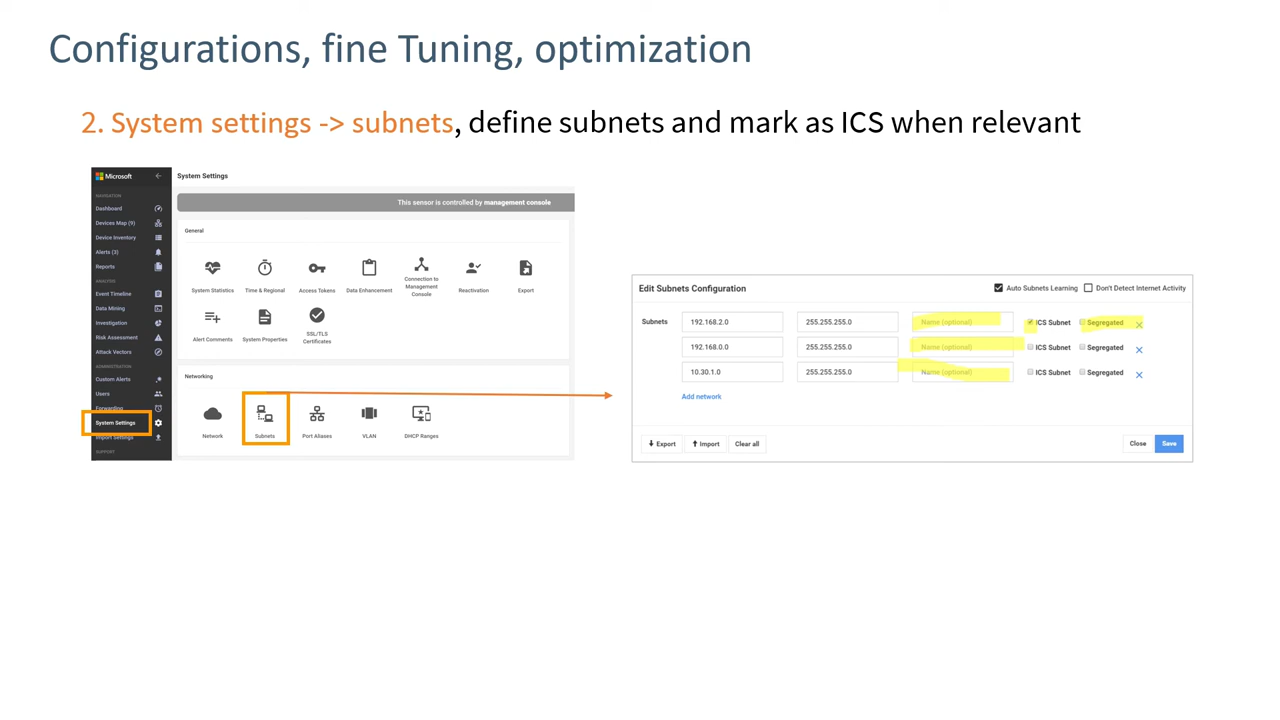 Configurations, fine Tuning, optimization
2. System settings -> subnets, define subnets and mark as ICS when relevant
Microsoft
NAVIGATION
Dashboard
Devices Map (9)
Device Inventory
Alerts (3)
Reports
ANALYSIS
Event Timeline
Data Mining
Investigation
Risk Assessment
Attack Vectors
ADMINISTRATION
Custom Alerts
Users
Forwarding
System Settings
Import Settings
SUPPORT
System Settings
This sensor is controlled by management console
General
System Statistics
Time & Regional
Access Tokens
Data Enhancement
Connection to
Management
Console
Reactivation
Export
Alert Comments
System Properties
SSL/TLS
Certificates
Networking
Network
Subnets
Port Aliases
VLAN
DHCP Ranges
Edit Subnets Configuration
Auto Subnets Learning
Don't Detect Internet Activity
Subnets
192.168.2.0 255.255.255.0 Name (optional) ICS Subnet Segregated
192.168.0.0 255.255.255.0 Name (optional) ICS Subnet Segregated
10.30.1.0 255.255.255.0 Name (optional) ICS Subnet Segregated
Add network
Export Import Clear all Close Save